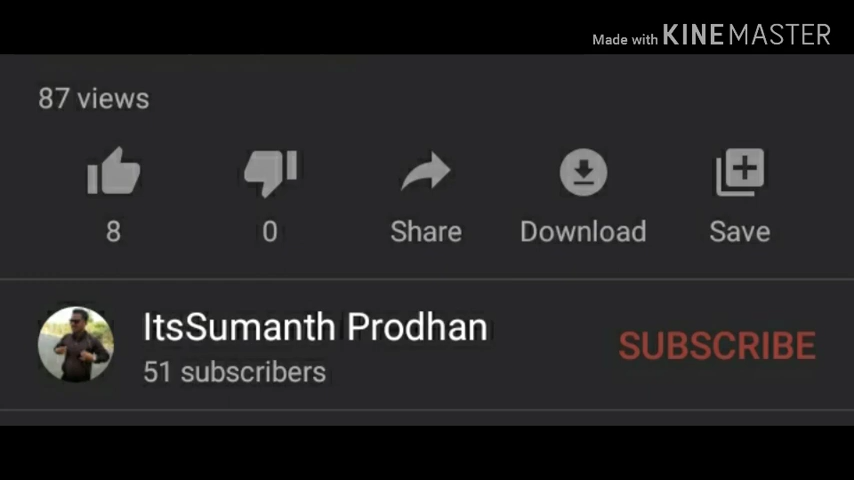 Made with KINEMASTER
87 views
8 0 Share Download Save
ItsSumanth Prodhan
51 subscribers
SUBSCRIBE